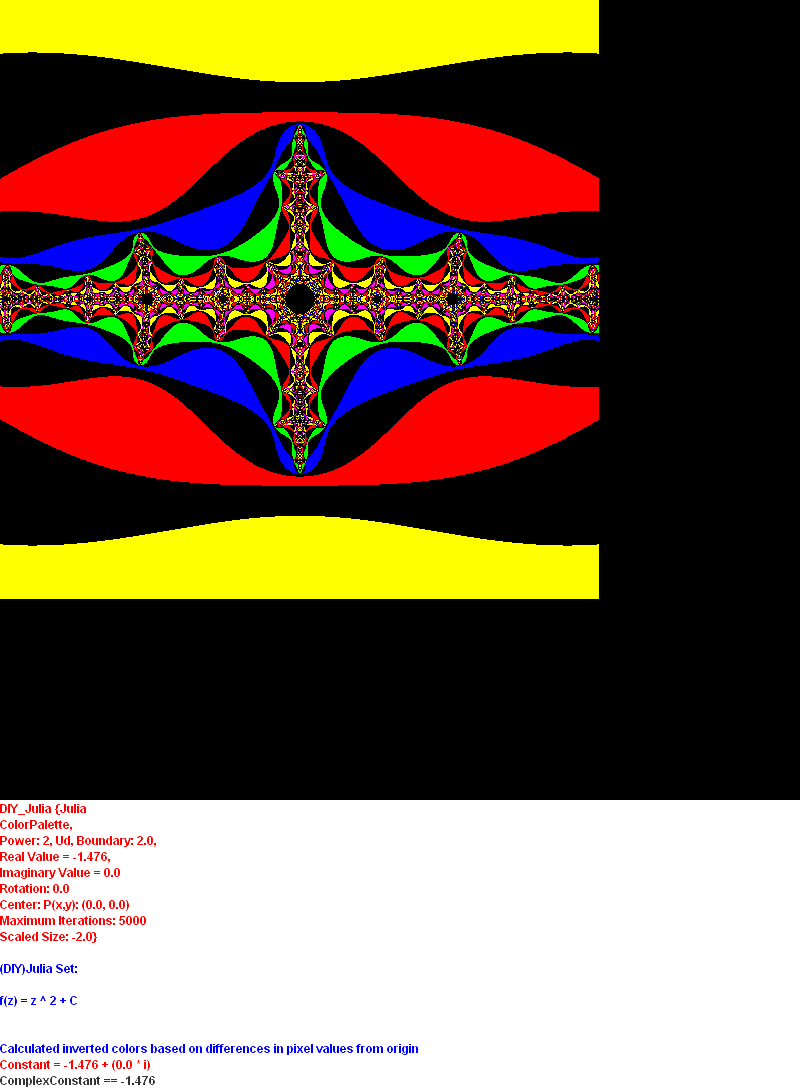 DIY_Julia {Julia
ColorPalette,
Power: 2, Ud, Boundary: 2.0,
Real Value = -1.476,
Imaginary Value = 0.0
Rotation: 0.0
Center: P(x,y): (0.0, 0.0)
Maximum Iterations: 5000
Scaled Size: -2.0}
(DIY)Julia Set:
f(z) = z ^ 2 + C
Calculated inverted colors based on differences in pixel values from origin
Constant = -1.476 + (0.0 * i)
ComplexConstant == -1.476